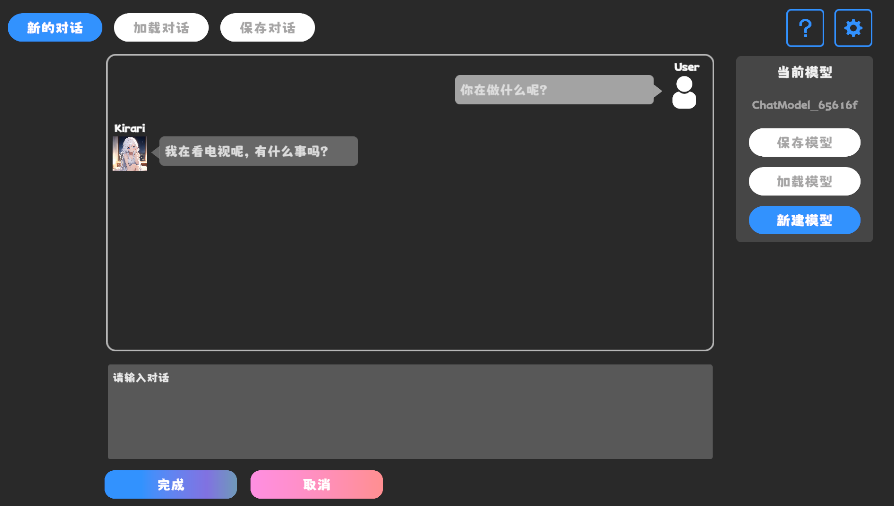 新的对话
加载对话
保存对话
?
User
你在做什么呢?
Kirari
我在看电视呢, 有什么事吗?
当前模型
ChatModel_65616f
保存模型
加载模型
新建模型
请输入对话
完成
取消